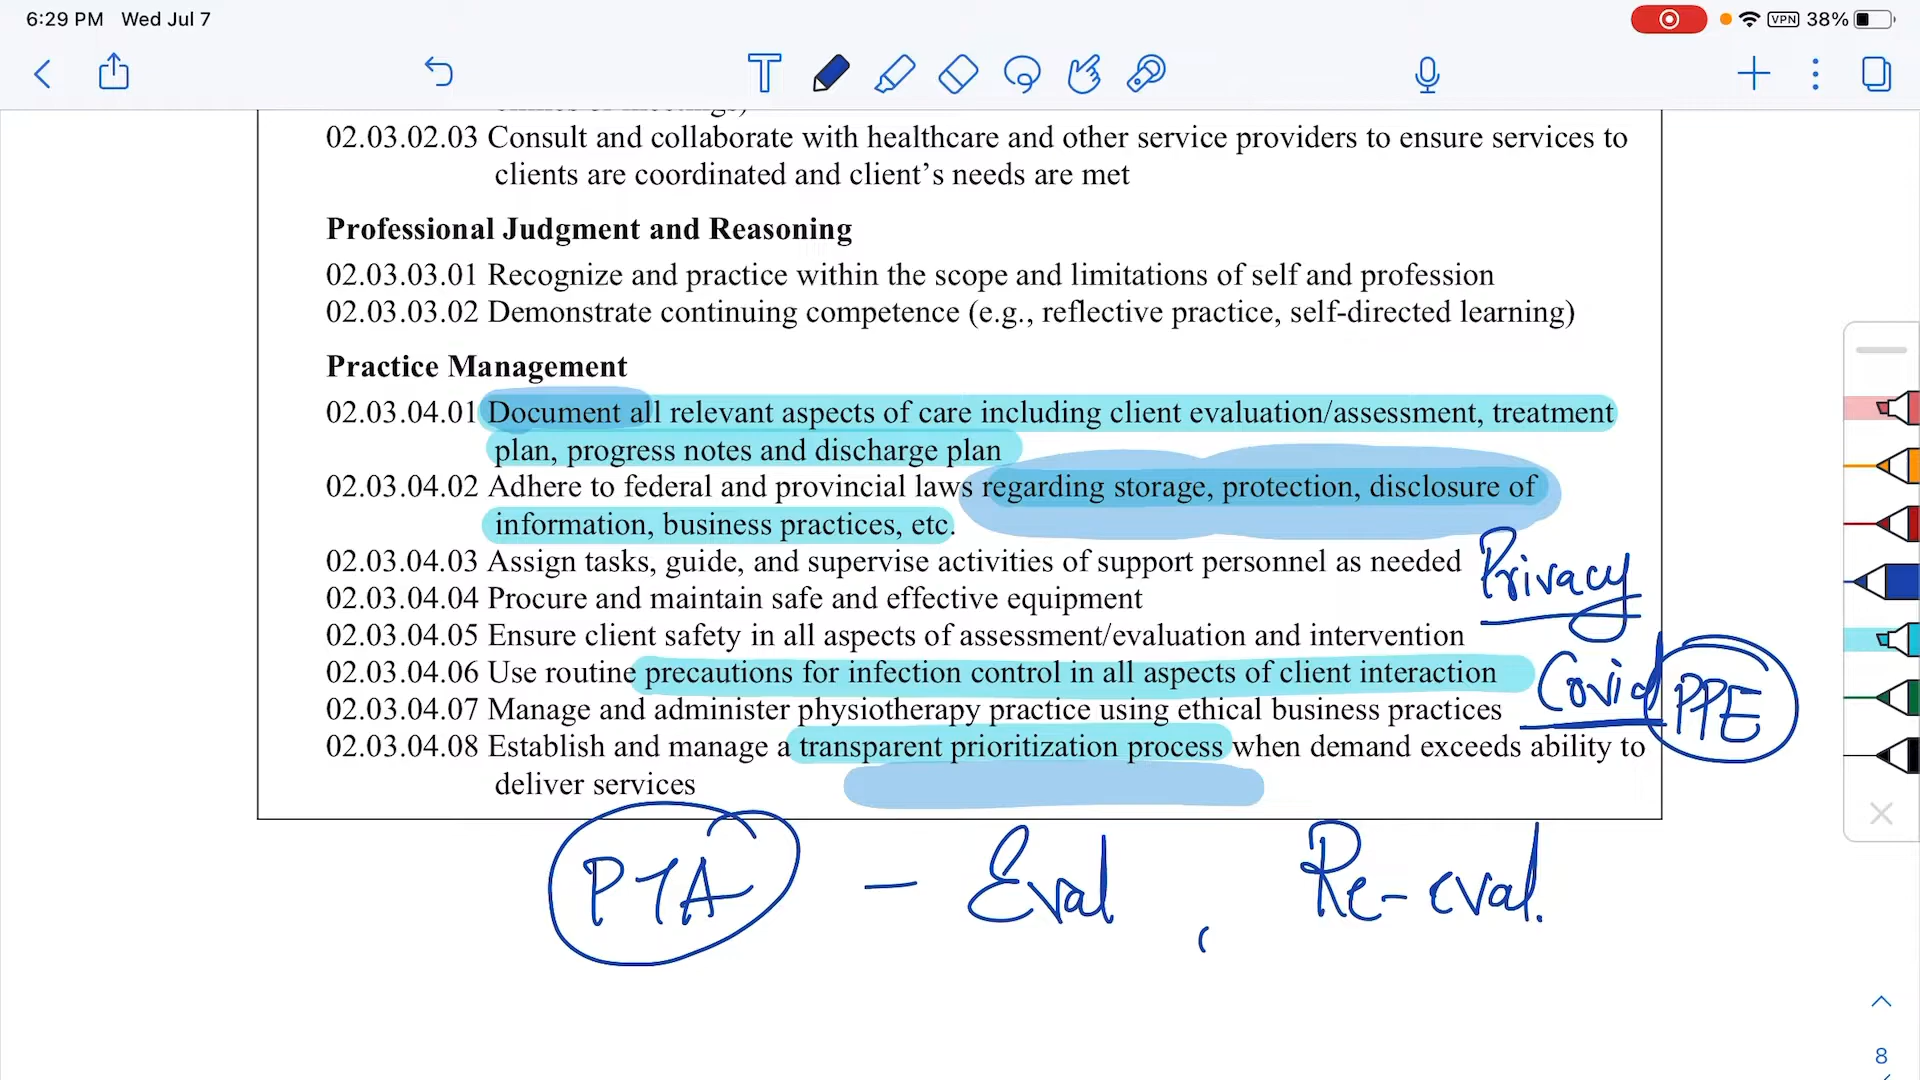 6:29 PM Wed Jul 7
VPN 38%
T
02.03.02.03 Consult and collaborate with healthcare and other service providers to ensure services to
clients are coordinated and client's needs are met
Professional Judgment and Reasoning
02.03.03.01 Recognize and practice within the scope and limitations of self and profession
02.03.03.02 Demonstrate continuing competence (e.g., reflective practice, self-directed learning)
Practice Management
02.03.04.01 Document all relevant aspects of care including client evaluation/assessment, treatment
plan, progress notes and discharge plan
02.03.04.02 Adhere to federal and provincial laws regarding storage, protection, disclosure of
information, business practices, etc.
02.03.04.03 Assign tasks, guide, and supervise activities of support personnel as needed
Privacy
02.03.04.04 Procure and maintain safe and effective equipment
02.03.04.05 Ensure client safety in all aspects of assessment/evaluation and intervention
02.03.04.06 Use routine precautions for infection control in all aspects of client interaction
Covid PPE
02.03.04.07 Manage and administer physiotherapy practice using ethical business practices
02.03.04.08 Establish and manage a transparent prioritization process when demand exceeds ability to
deliver services
PTA – Eval , Re-eval.
8